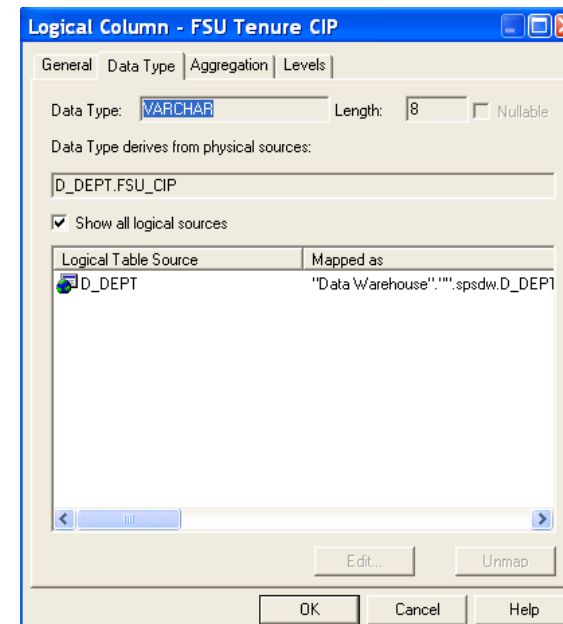 Logical Column - FSU Tenure CIP
General Data Type Aggregation Levels
Data Type: VARCHAR Length: 8 Nullable
Data Type derives from physical sources:
D_DEPT.FSU_CIP
Show all logical sources
Logical Table Source Mapped as
D_DEPT "Data Warehouse"."".spsdw.D_DEPT
Edit... Unmap
OK Cancel Help